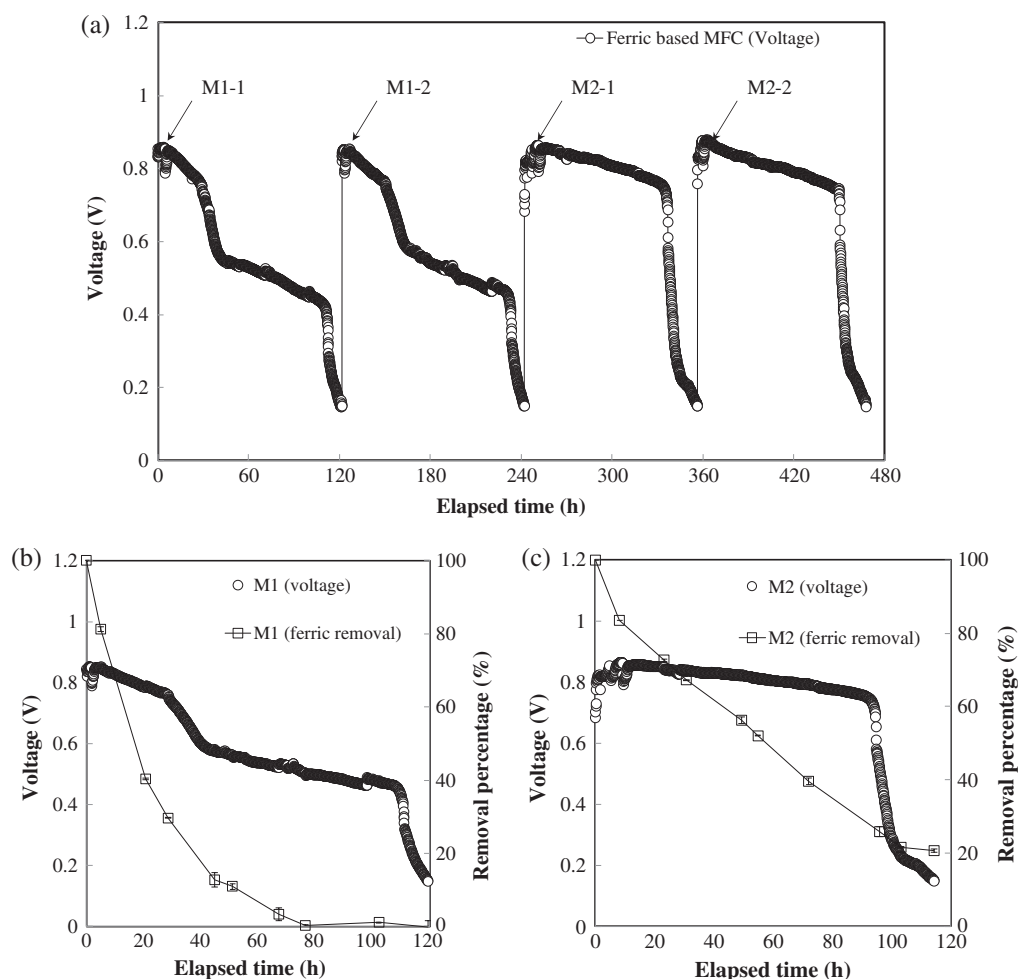 (a)
1.2
1
0.8
0.6
0.4
0.2
0
Voltage (V)
Ferric based MFC (Voltage)
M1-1
M1-2
M2-1
M2-2
0 60 120 180 240 300 360 420 480
Elapsed time (h)
(b)
1.2
1
0.8
0.6
0.4
0.2
0
Voltage (V)
M1 (voltage)
M1 (ferric removal)
100
80
60
40
20
0
Removal percentage (%)
0 20 40 60 80 100 120
Elapsed time (h)
(c)
1.2
1
0.8
0.6
0.4
0.2
0
Voltage (V)
M2 (voltage)
M2 (ferric removal)
100
80
60
40
20
0
Removal percentage (%)
0 20 40 60 80 100 120
Elapsed time (h)